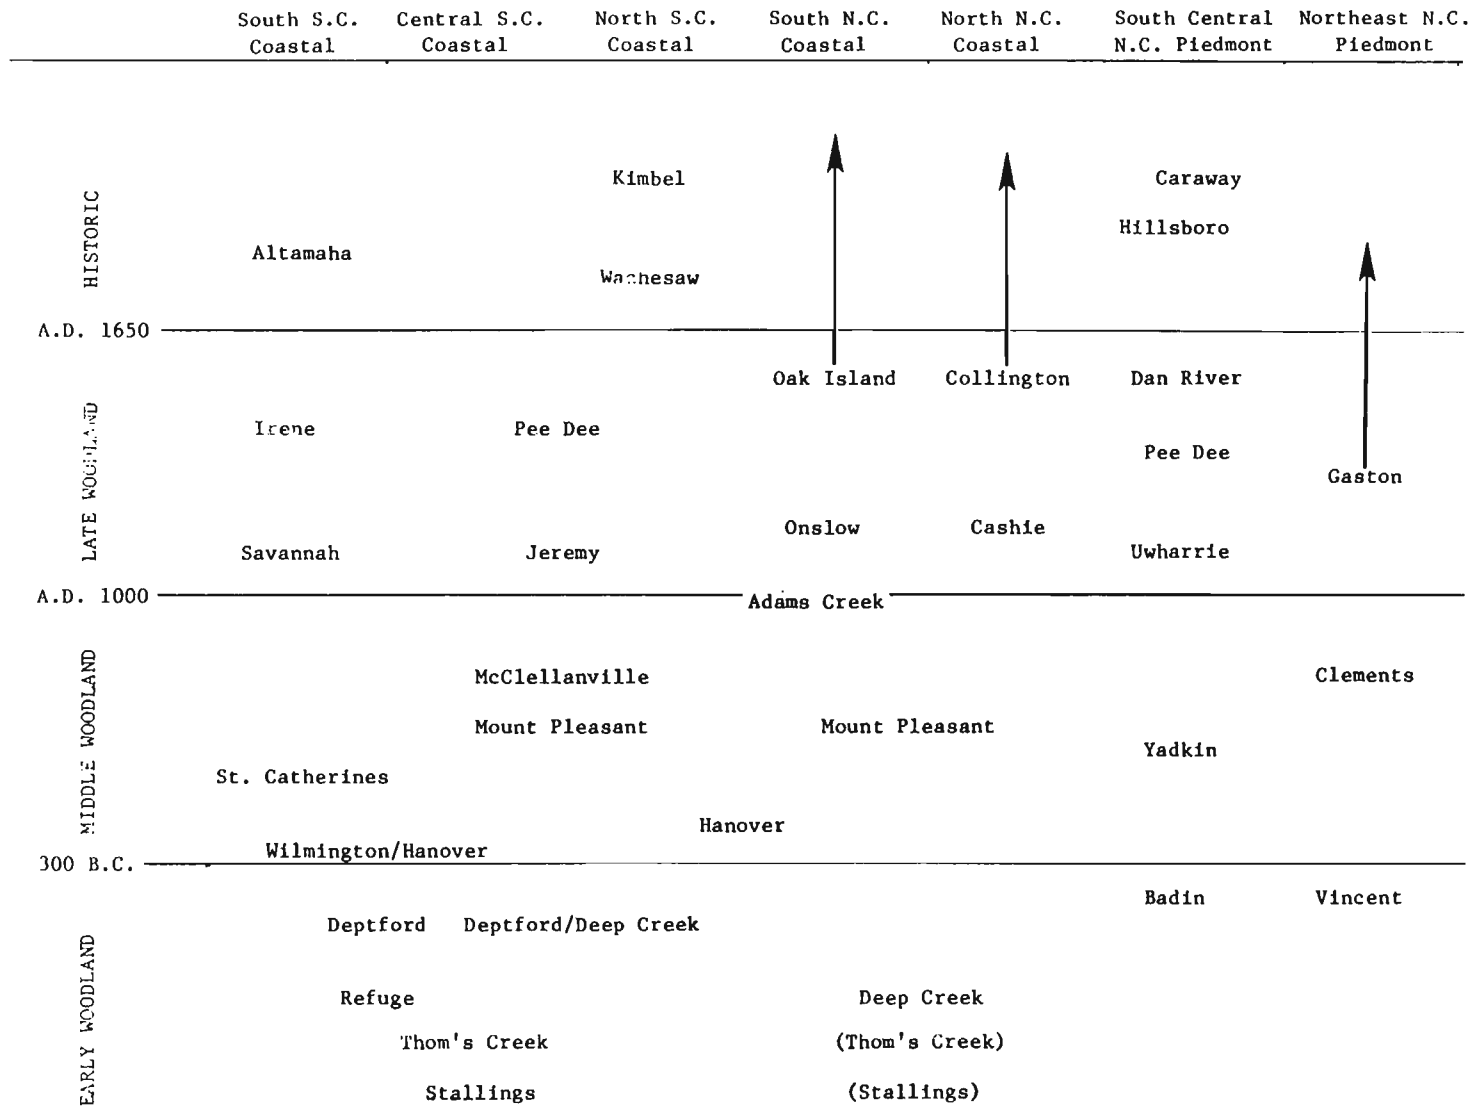 South S.C. Central S.C. North S.C. South N.C. North N.C. South Central Northeast N.C.
Coastal Coastal Coastal Coastal Coastal N.C. Piedmont Piedmont
HISTORIC
Kimbel Caraway
Hillsboro
Altamaha
Wachesaw
A.D. 1650
LATE WOODLAND
Oak Island Collington Dan River
Irene Pee Dee
Pee Dee
Gaston
Onslow Cashie
Savannah Jeremy Uwharrie
A.D. 1000
Adams Creek
MIDDLE WOODLAND
McClellanville Clements
Mount Pleasant Mount Pleasant
Yadkin
St. Catherines
Hanover
Wilmington/Hanover
300 B.C.
EARLY WOODLAND
Badin Vincent
Deptford Deptford/Deep Creek
Refuge Deep Creek
Thom's Creek (Thom's Creek)
Stallings (Stallings)